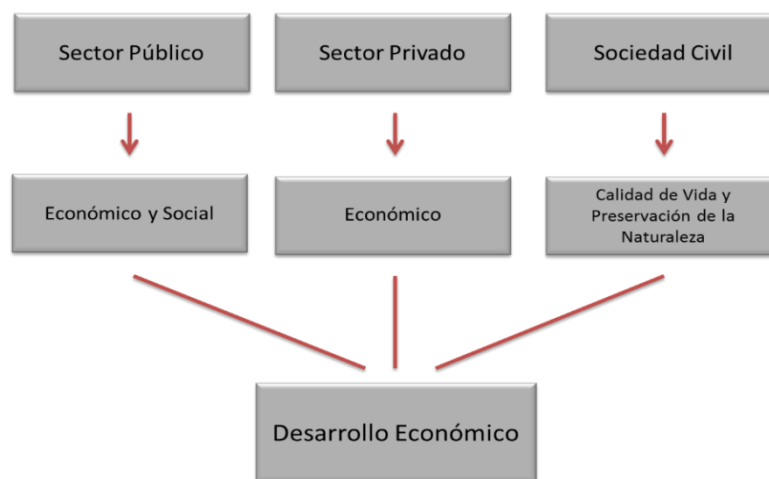 Sector Público
Sector Privado
Sociedad Civil
Económico y Social
Económico
Calidad de Vida y
Preservación de la
Naturaleza
Desarrollo Económico